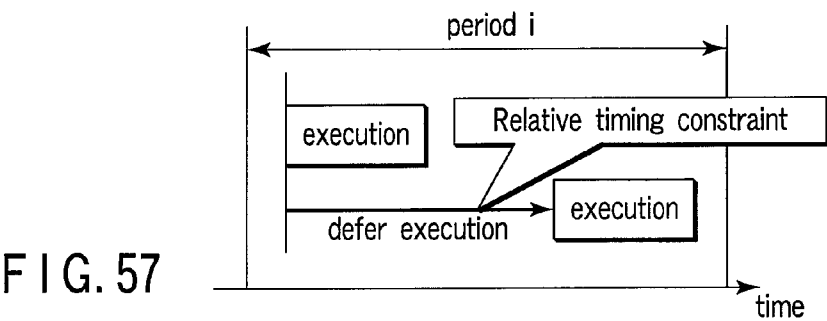 period i
execution
Relative timing constraint
execution
defer execution
FIG. 57
time